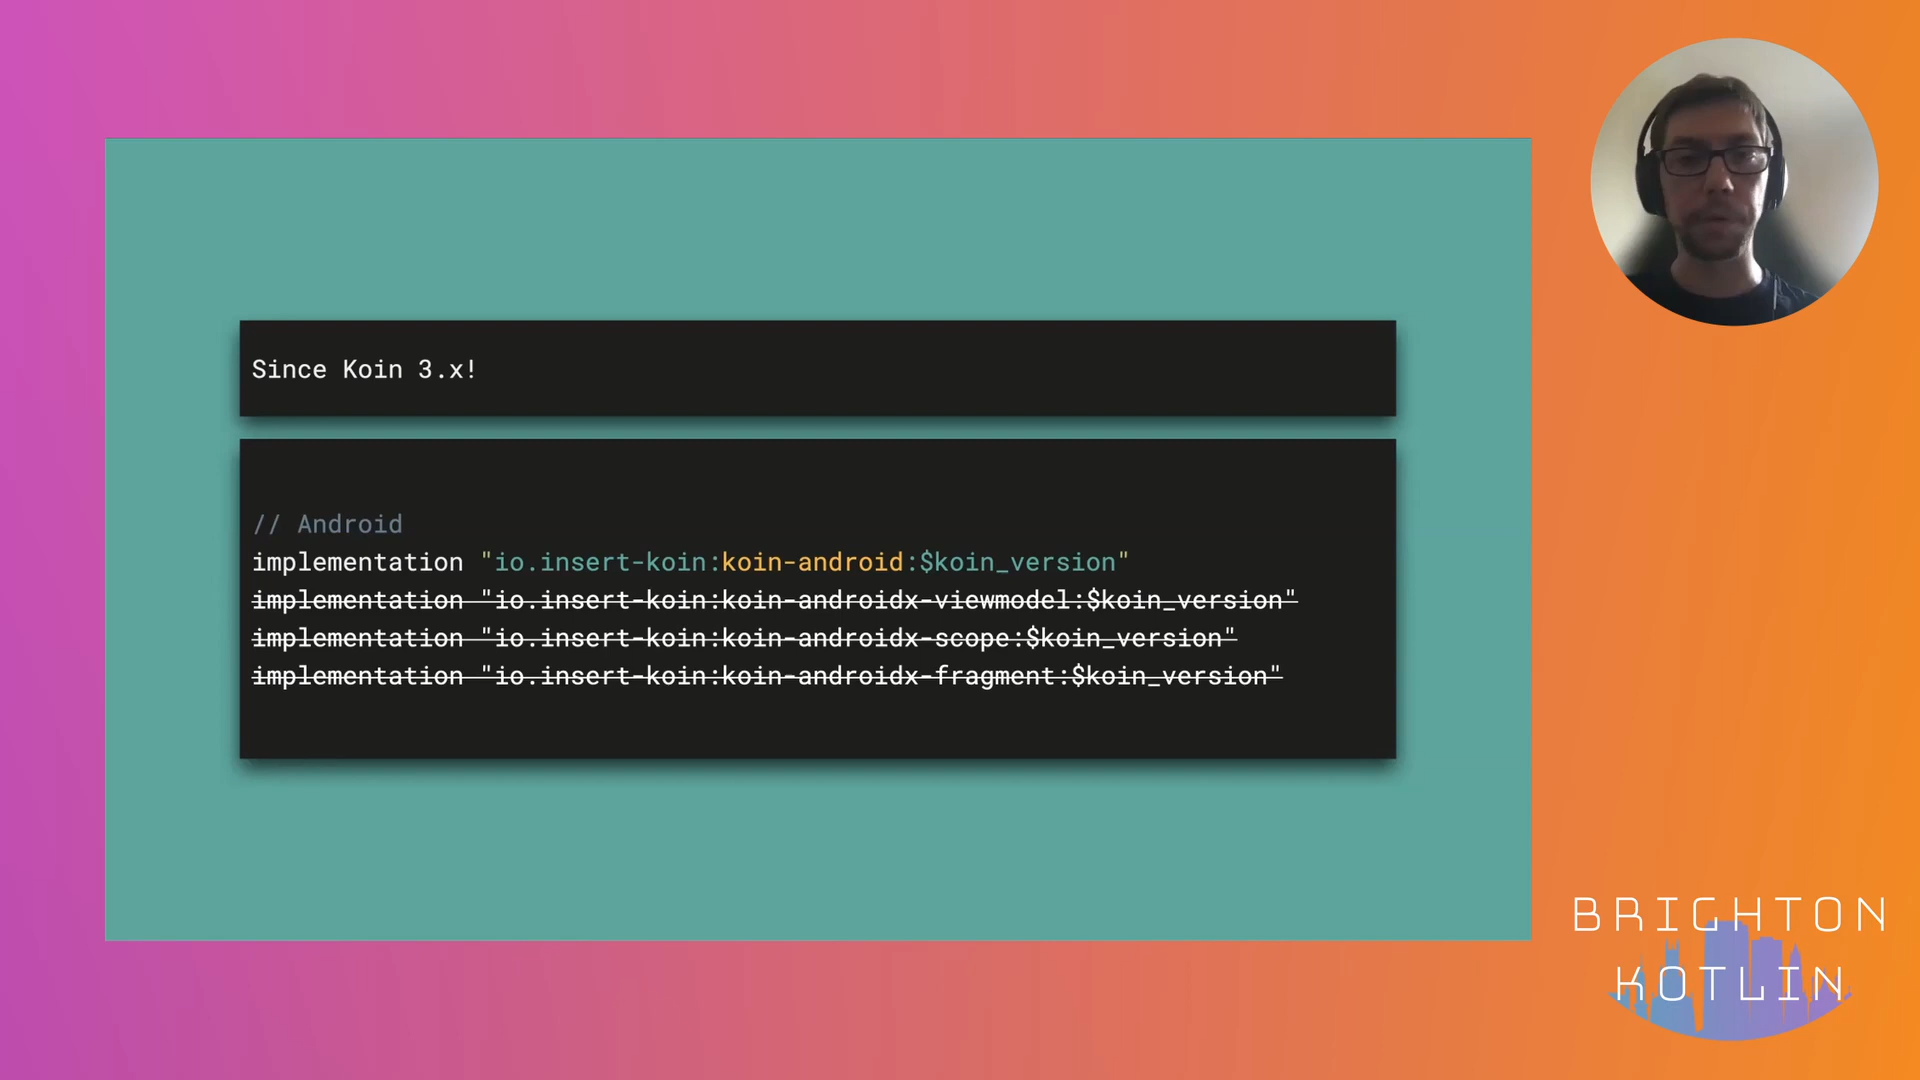 Since Koin 3.x!
// Android
implementation "io.insert-koin:koin-android:$koin_version"
implementation "io.insert-koin:koin-androidx-viewmodel:$koin_version"
implementation "io.insert-koin:koin-androidx-scope:$koin_version"
implementation "io.insert-koin:koin-androidx-fragment:$koin_version"
BRIGHTON
KOTLIN